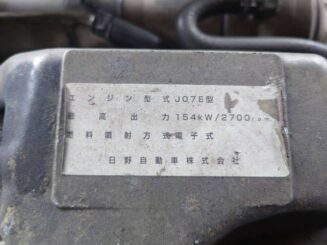 エンジン型式J07E型
最高出力154kW/2700r.p.m.
燃料噴射方式電子式
日野自動車株式会社